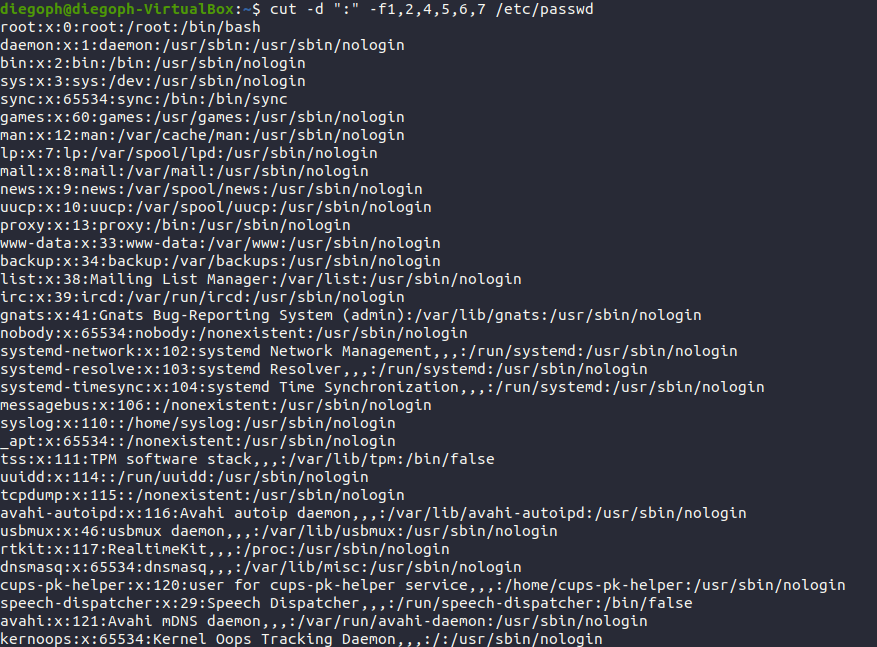 diegoph@diegoph-VirtualBox:~$ cut -d ":" -f1,2,4,5,6,7 /etc/passwd
root:x:0:root:/root:/bin/bash
daemon:x:1:daemon:/usr/sbin:/usr/sbin/nologin
bin:x:2:bin:/bin:/usr/sbin/nologin
sys:x:3:sys:/dev:/usr/sbin/nologin
sync:x:65534:sync:/bin:/bin/sync
games:x:60:games:/usr/games:/usr/sbin/nologin
man:x:12:man:/var/cache/man:/usr/sbin/nologin
lp:x:7:lp:/var/spool/lpd:/usr/sbin/nologin
mail:x:8:mail:/var/mail:/usr/sbin/nologin
news:x:9:news:/var/spool/news:/usr/sbin/nologin
uucp:x:10:uucp:/var/spool/uucp:/usr/sbin/nologin
proxy:x:13:proxy:/bin:/usr/sbin/nologin
www-data:x:33:www-data:/var/www:/usr/sbin/nologin
backup:x:34:backup:/var/backups:/usr/sbin/nologin
list:x:38:Mailing List Manager:/var/list:/usr/sbin/nologin
irc:x:39:ircd:/var/run/ircd:/usr/sbin/nologin
gnats:x:41:Gnats Bug-Reporting System (admin):/var/lib/gnats:/usr/sbin/nologin
nobody:x:65534:nobody:/nonexistent:/usr/sbin/nologin
systemd-network:x:102:systemd Network Management,,,:/run/systemd:/usr/sbin/nologin
systemd-resolve:x:103:systemd Resolver,,,:/run/systemd:/usr/sbin/nologin
systemd-timesync:x:104:systemd Time Synchronization,,,:/run/systemd:/usr/sbin/nologin
messagebus:x:106::/nonexistent:/usr/sbin/nologin
syslog:x:110::/home/syslog:/usr/sbin/nologin
_apt:x:65534::/nonexistent:/usr/sbin/nologin
tss:x:111:TPM software stack,,,:/var/lib/tpm:/bin/false
uuidd:x:114::/run/uuidd:/usr/sbin/nologin
tcpdump:x:115::/nonexistent:/usr/sbin/nologin
avahi-autoipd:x:116:Avahi autoip daemon,,,:/var/lib/avahi-autoipd:/usr/sbin/nologin
usbmux:x:46:usbmux daemon,,,:/var/lib/usbmux:/usr/sbin/nologin
rtkit:x:117:RealtimeKit,,,:/proc:/usr/sbin/nologin
dnsmasq:x:65534:dnsmasq,,,:/var/lib/misc:/usr/sbin/nologin
cups-pk-helper:x:120:user for cups-pk-helper service,,,:/home/cups-pk-helper:/usr/sbin/nologin
speech-dispatcher:x:29:Speech Dispatcher,,,:/run/speech-dispatcher:/bin/false
avahi:x:121:Avahi mDNS daemon,,,:/var/run/avahi-daemon:/usr/sbin/nologin
kernoops:x:65534:Kernel Oops Tracking Daemon,,,:/:/usr/sbin/nologin